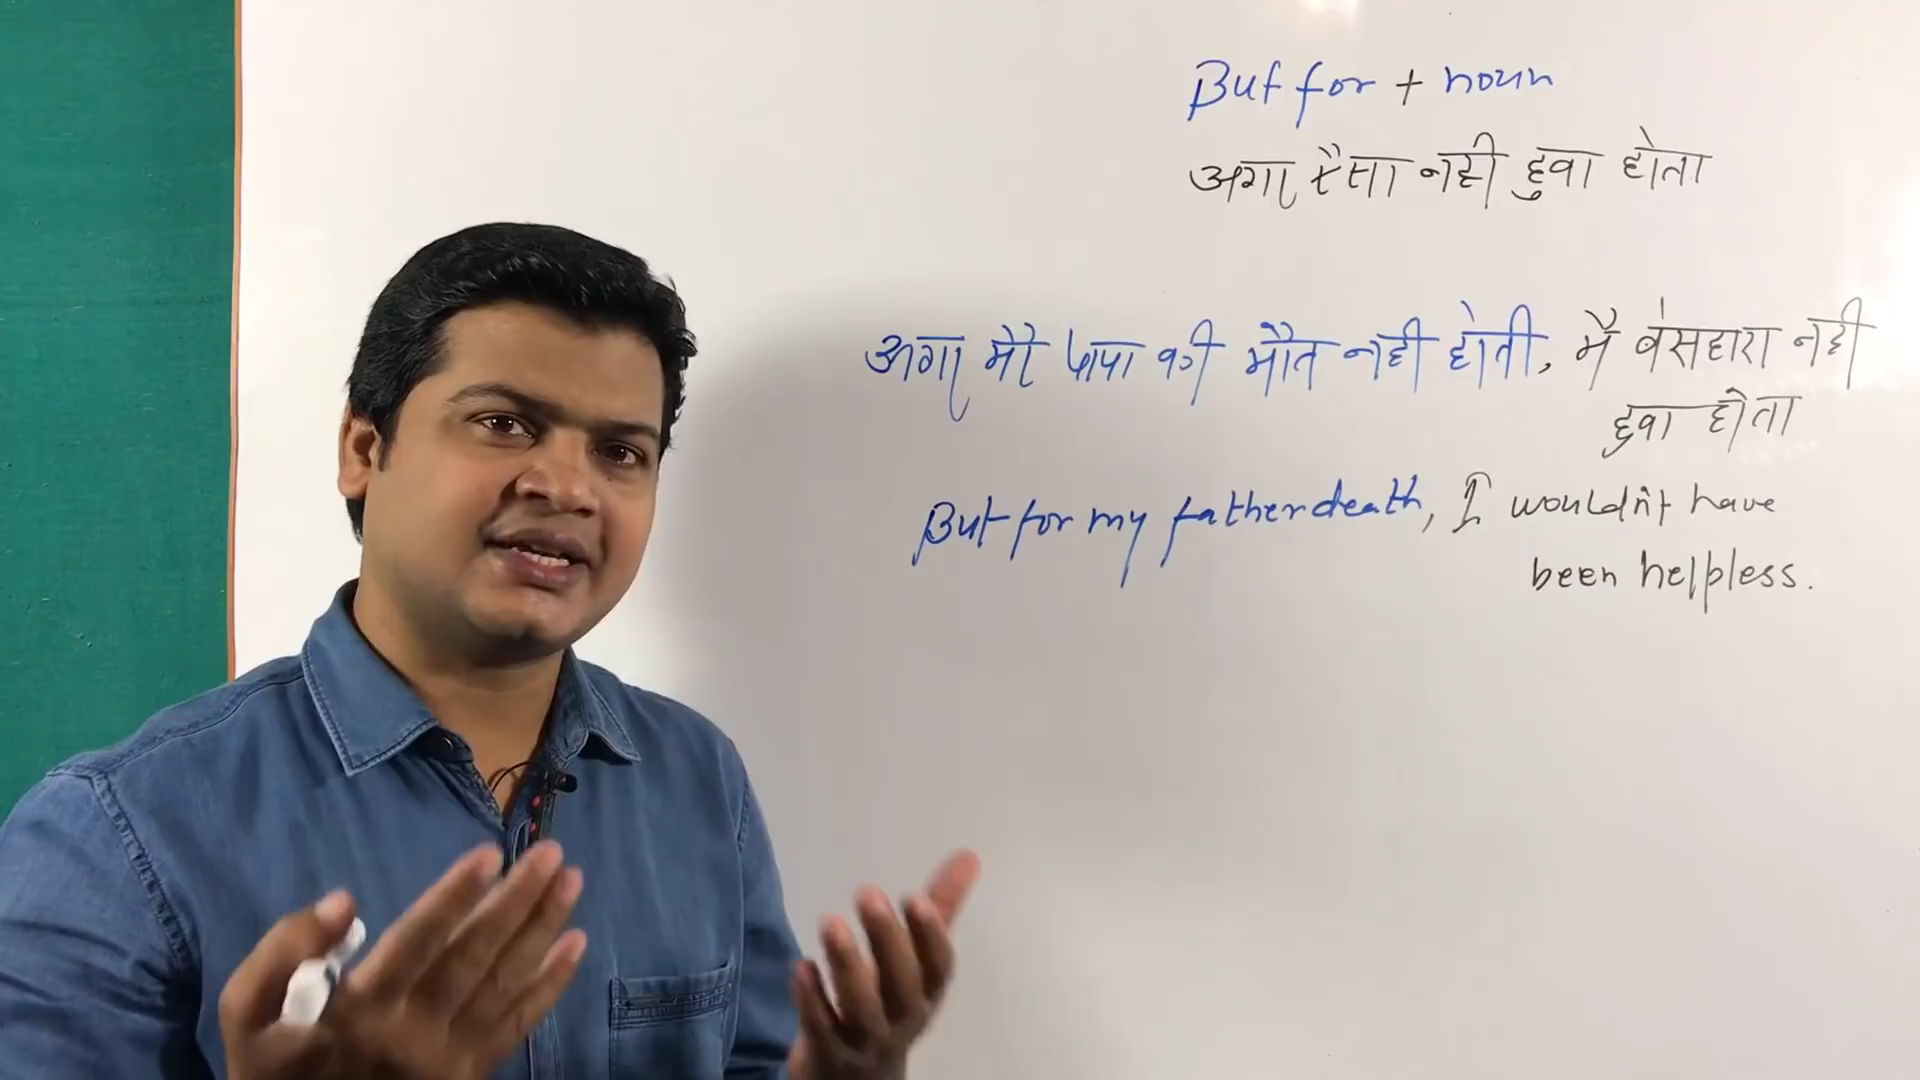 But for + noun
अगर ऐसा नही हुवा होता
अगर मेरे पापा की मौत नही होती, मै बेसहारा नही
हुवा होता
But for my father death, I wouldn't have
been helpless.